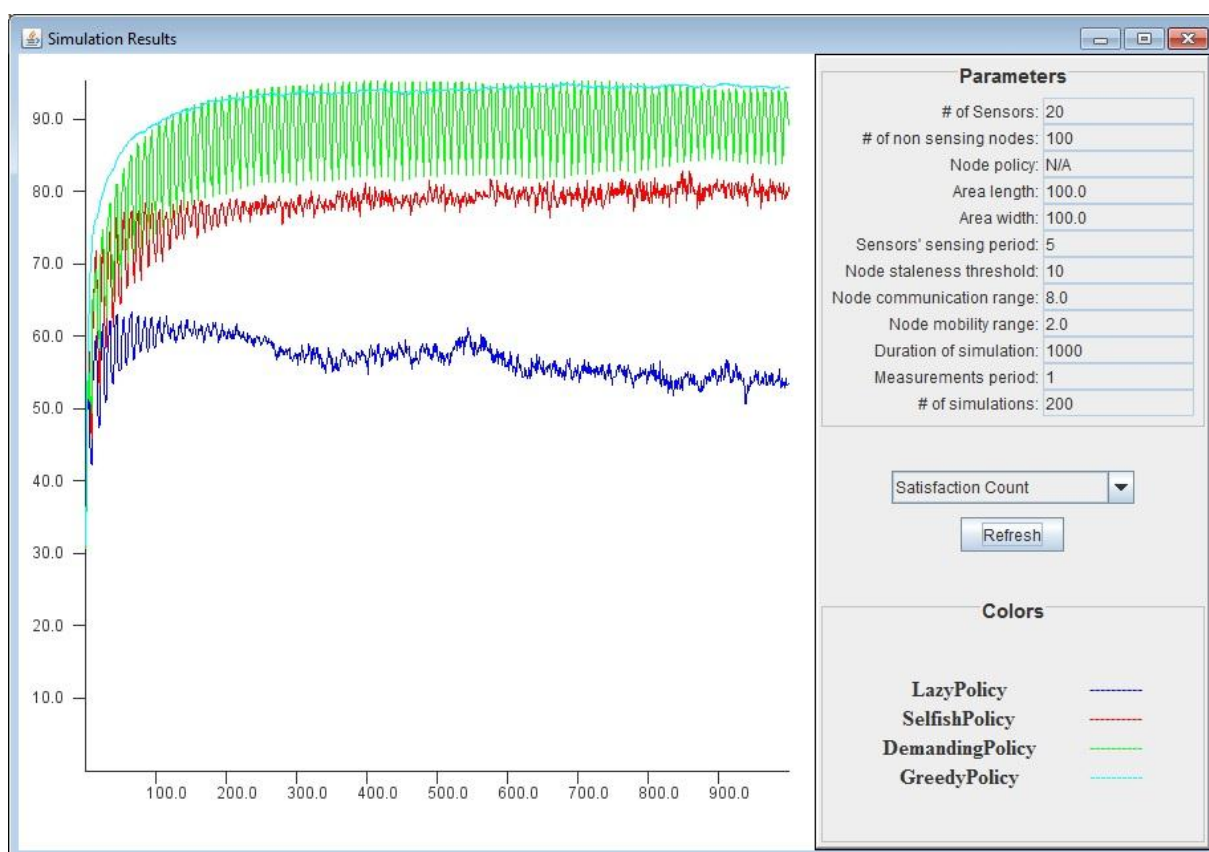 Simulation Results
90.0
80.0
70.0
60.0
50.0
40.0
30.0
20.0
10.0
100.0 200.0 300.0 400.0 500.0 600.0 700.0 800.0 900.0
Parameters
# of Sensors: 20
# of non sensing nodes: 100
Node policy: N/A
Area length: 100.0
Area width: 100.0
Sensors' sensing period: 5
Node staleness threshold: 10
Node communication range: 8.0
Node mobility range: 2.0
Duration of simulation: 1000
Measurements period: 1
# of simulations: 200
Satisfaction Count
Refresh
Colors
LazyPolicy
SelfishPolicy
DemandingPolicy
GreedyPolicy